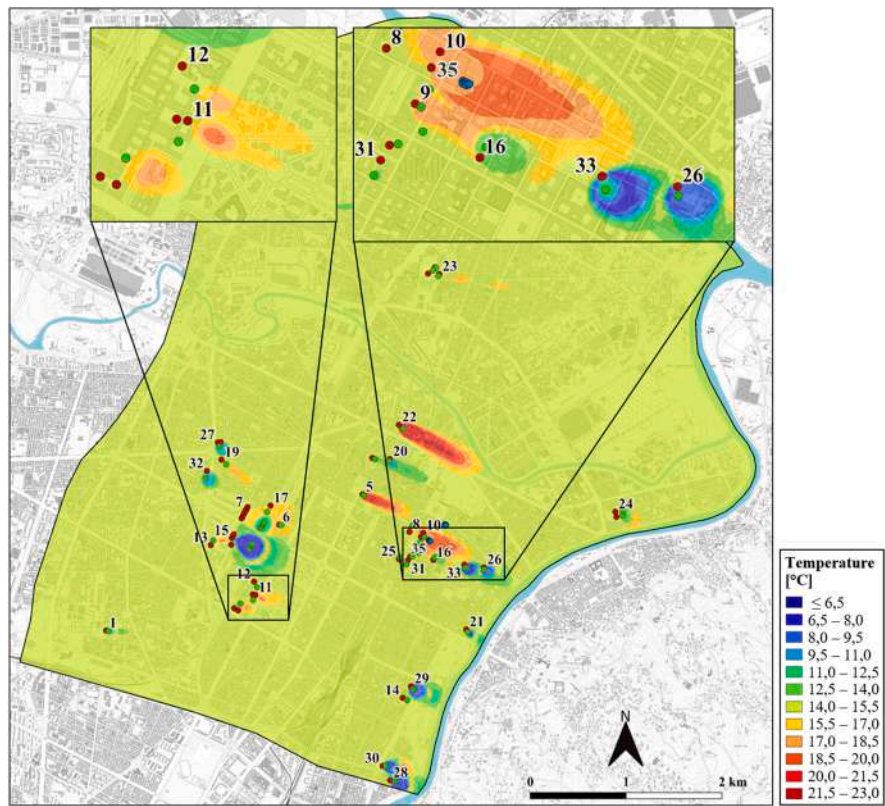 12
11
8
10
35
9
31
16
33
26
23
22
27
19
20
32
5
7
17
6
24
13
15
8
10
35
25
31
16
33
26
12
11
1
21
29
14
30
28
N
0 1 2 km
Temperature
[°C]
≤ 6,5
6,5 – 8,0
8,0 – 9,5
9,5 – 11,0
11,0 – 12,5
12,5 – 14,0
14,0 – 15,5
15,5 – 17,0
17,0 – 18,5
18,5 – 20,0
20,0 – 21,5
21,5 – 23,0